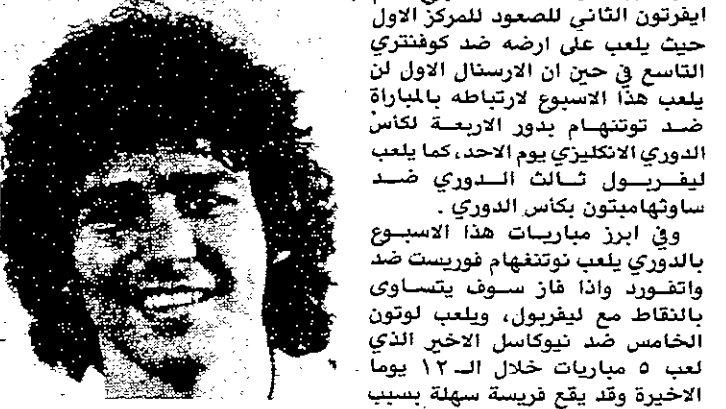 ايفرتون الثاني للصعود للمركز الاول
حيث يلعب على ارضه ضد كوفنتري
التاسع في حين ان الارسنال الاول لن
يلعب هذا الاسبوع لارتباطه بالمباراة
ضد توتنهام بدور الاربعة لكأس
الدوري الانكليزي يوم الاحد، كما يلعب
ليفربول ثالث الدوري ضد
ساوثهامبتون بكأس الدوري .
وفي ابرز مباريات هذا الاسبوع
بالدوري يلعب نوتنغهام فوريست ضد
واتفورد واذا فاز سوف يتساوى
بالنقاط مع ليفربول، ويلعب لوتون
الخامس ضد نيوكاسل الاخير الذي
لعب ٥ مباريات خلال الـ ١٢ يوما
الاخيرة وقد يقع فريسة سهلة بسبب